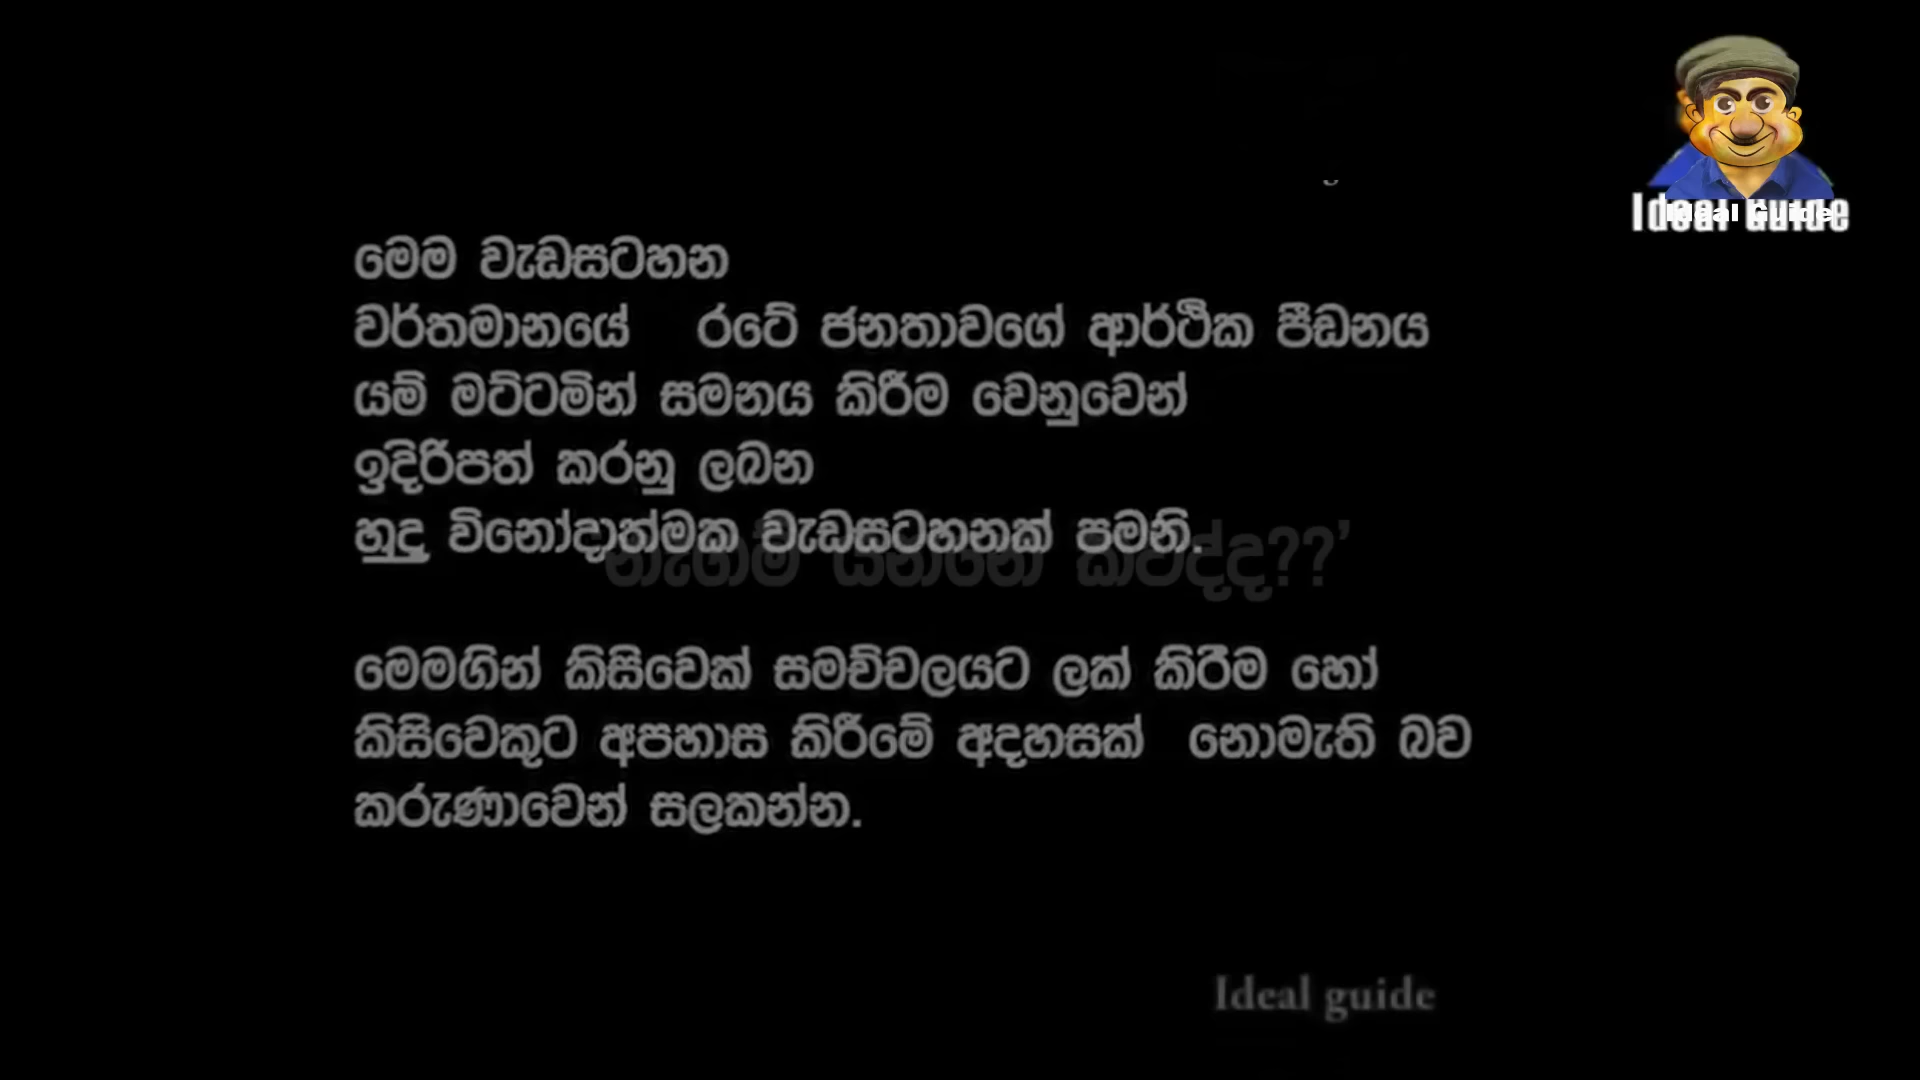 Ideal Guide
මෙම වැඩසටහන
වර්තමානයේ රටේ ජනතාවගේ ආර්ථික පීඩනය
යම් මට්ටමින් සමනය කිරීම වෙනුවෙන්
ඉදිරිපත් කරනු ලබන
හුදු විනෝදාත්මක වැඩසටහනක් පමනි.
මෙමගින් කිසිවෙක් සමච්චලයට ලක් කිරීම හෝ
කිසිවෙකුට අපහාස කිරීමේ අදහසක් නොමැති බව
කරුණාවෙන් සලකන්න.
Ideal guide